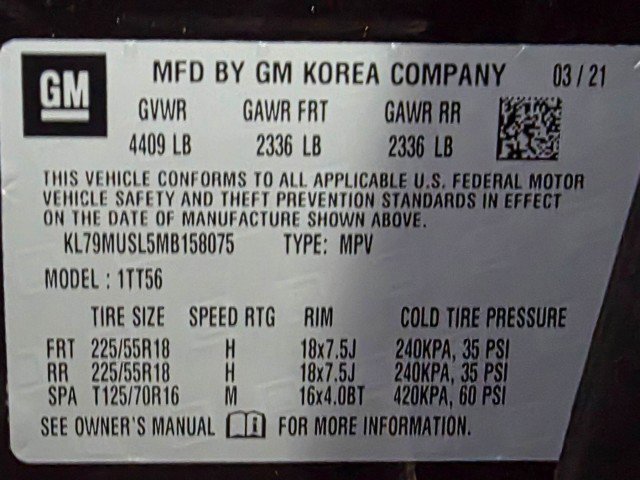 GM MFD BY GM KOREA COMPANY 03 / 21
GVWR GAWR FRT GAWR RR
4409 LB 2336 LB 2336 LB
THIS VEHICLE CONFORMS TO ALL APPLICABLE U.S. FEDERAL MOTOR
VEHICLE SAFETY AND THEFT PREVENTION STANDARDS IN EFFECT
ON THE DATE OF MANUFACTURE SHOWN ABOVE.
KL79MUSL5MB158075 TYPE: MPV
MODEL : 1TT56
TIRE SIZE SPEED RTG RIM COLD TIRE PRESSURE
FRT 225/55R18 H 18x7.5J 240KPA, 35 PSI
RR 225/55R18 H 18x7.5J 240KPA, 35 PSI
SPA T125/70R16 M 16x4.0BT 420KPA, 60 PSI
SEE OWNER'S MANUAL FOR MORE INFORMATION.